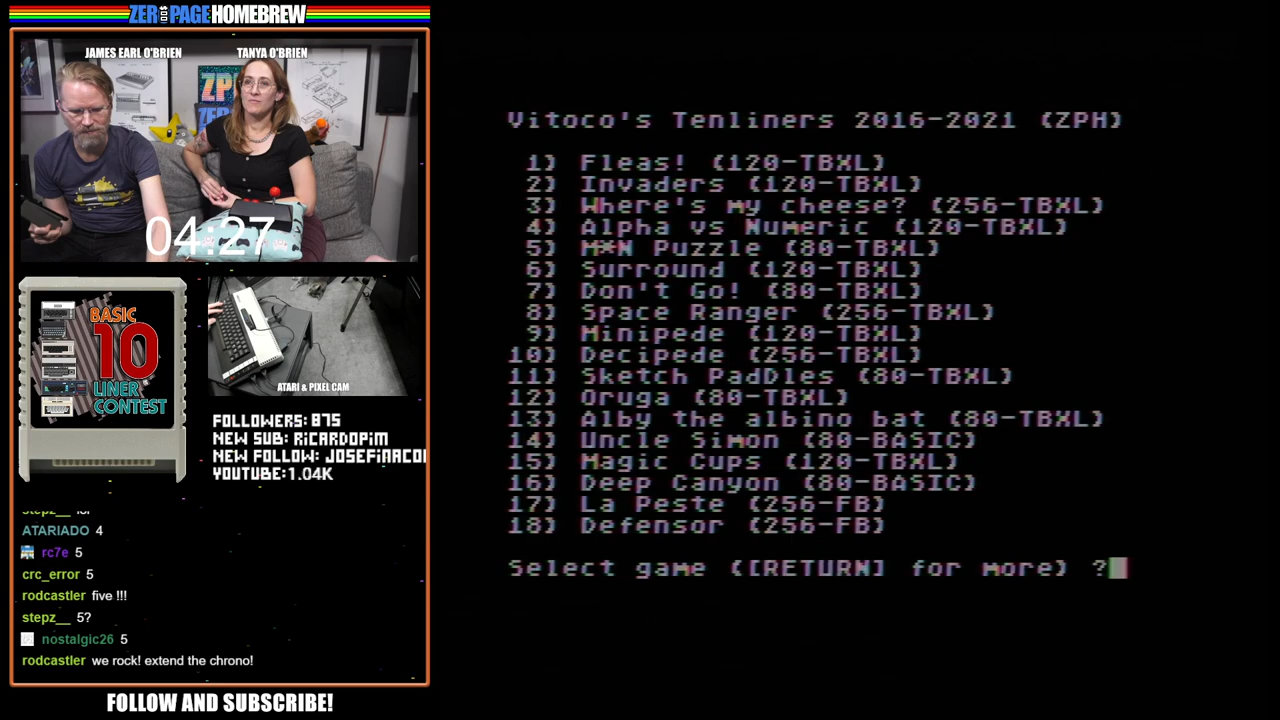 ZER PAGE HOMEBREW
JAMES EARL O'BRIEN
TANYA O'BRIEN
04:27
BASIC
10
LINER
CONTEST
ATARI & PIXEL CAM
FOLLOWERS: 875
NEW SUB: RiCARDOPiM
NEW FOLLOW: JOSEFiNACO
YOUTUBE:1.04K
stepz__ lol
ATARIADO 4
rc7e 5
crc_error 5
rodcastler five !!!
stepz__ 5?
nostalgic26 5
rodcastler we rock! extend the chrono!
FOLLOW AND SUBSCRIBE!
Vitoco's Tenliners 2016-2021 (ZPH)
1) Fleas! (120-TBXL)
2) Invaders (120-TBXL)
3) Where's my cheese? (256-TBXL)
4) Alpha vs Numeric (120-TBXL)
5) M*N Puzzle (80-TBXL)
6) Surround (120-TBXL)
7) Don't Go! (80-TBXL)
8) Space Ranger (256-TBXL)
9) Minipede (120-TBXL)
10) Decipede (256-TBXL)
11) Sketch PadDles (80-TBXL)
12) Oruga (80-TBXL)
13) Alby the albino bat (80-TBXL)
14) Uncle Simon (80-BASIC)
15) Magic Cups (120-TBXL)
16) Deep Canyon (80-BASIC)
17) La Peste (256-FB)
18) Defensor (256-FB)
Select game ([RETURN] for more) ?